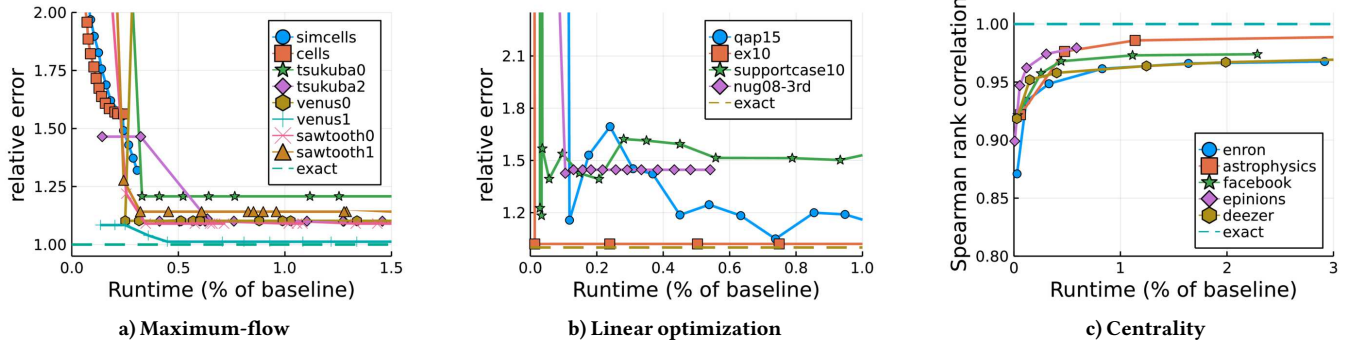 2.00
1.75
1.50
1.25
1.00
relative error
simcells
cells
tsukuba0
tsukuba2
venus0
venus1
sawtooth0
sawtooth1
exact
0.0
0.5
1.0
1.5
Runtime (% of baseline)
a) Maximum-flow
2.1
1.8
1.5
1.2
relative error
qap15
ex10
supportcase10
nug08-3rd
exact
0.0
0.2
0.4
0.6
0.8
1.0
Runtime (% of baseline)
b) Linear optimization
1.00
0.95
0.90
0.85
0.80
Spearman rank correlation
enron
astrophysics
facebook
epinions
deezer
exact
0
1
2
3
Runtime (% of baseline)
c) Centrality